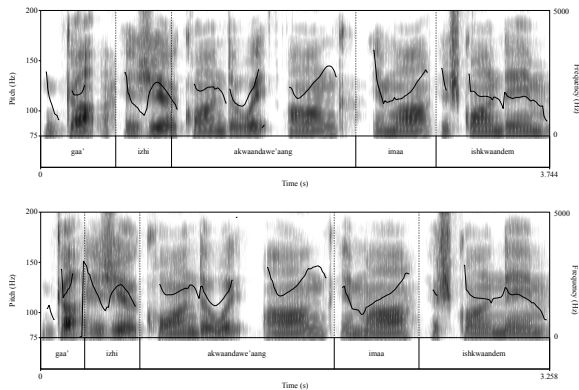 200
5000
150
Pitch (Hz)
Frequency (Hz)
100
75
0
gaa'
izhi
akwaandawe'aang
imaa
ishkwaandem
0
3.744
Time (s)
200
5000
150
Pitch (Hz)
Frequency (Hz)
100
75
0
gaa'
izhi
akwaandawe'aang
imaa
ishkwaandem
0
3.258
Time (s)